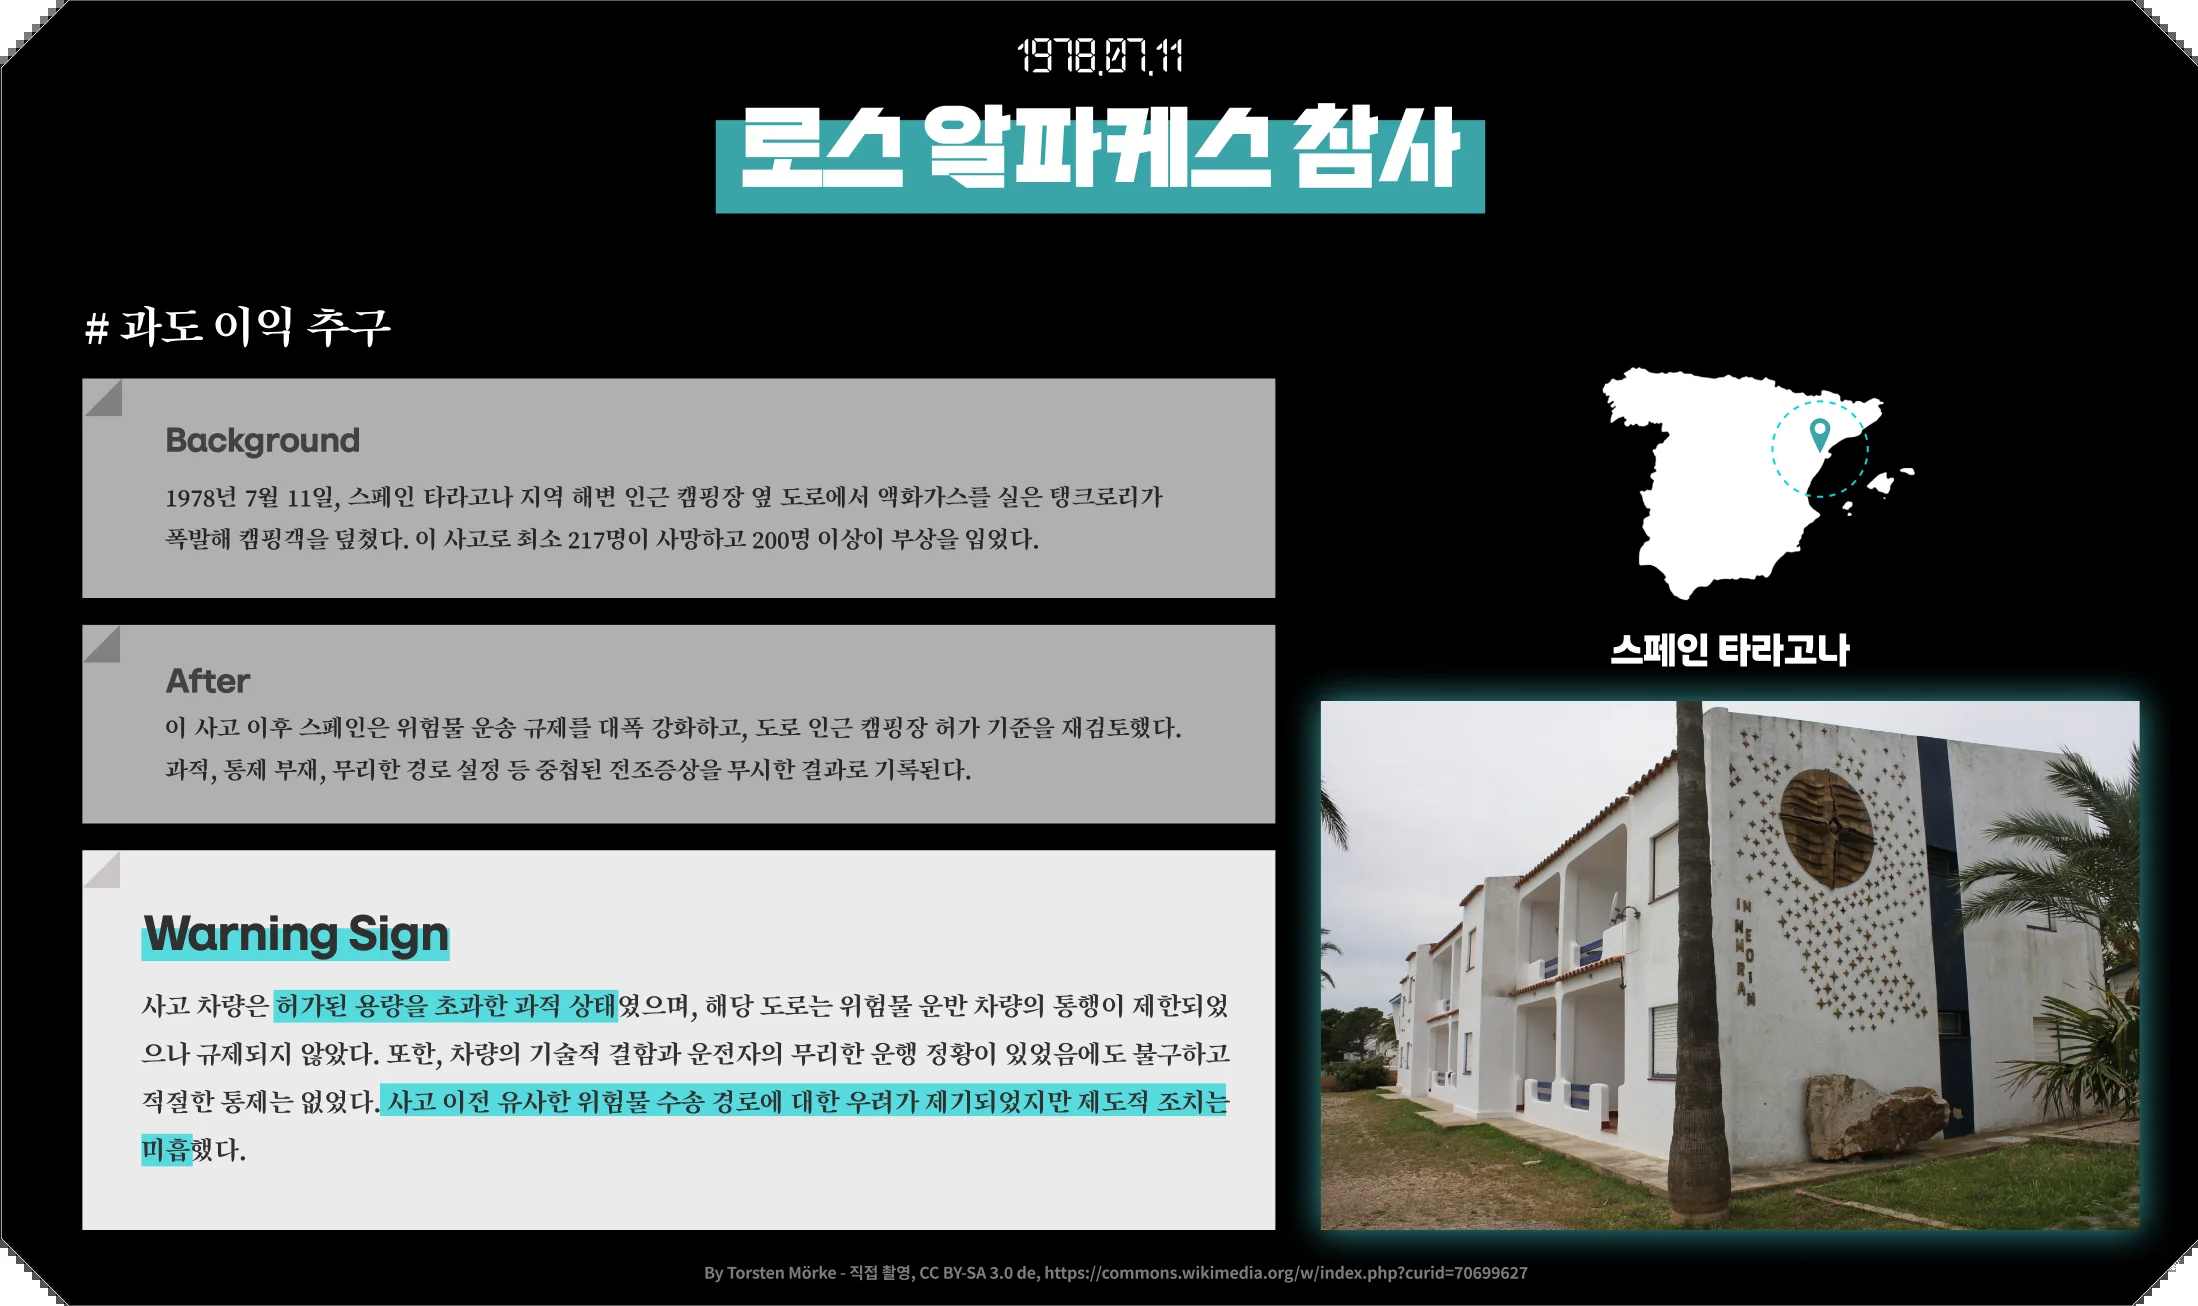 1978.07.11
로스 알파케스 참사
# 과도 이익 추구
Background
1978년 7월 11일, 스페인 타라고나 지역 해변 인근 캠핑장 옆 도로에서 액화가스를 실은 탱크로리가
폭발해 캠핑객을 덮쳤다. 이 사고로 최소 217명이 사망하고 200명 이상이 부상을 입었다.
After
이 사고 이후 스페인은 위험물 운송 규제를 대폭 강화하고, 도로 인근 캠핑장 허가 기준을 재검토했다.
과적, 통제 부재, 무리한 경로 설정 등 중첩된 전조증상을 무시한 결과로 기록된다.
Warning Sign
사고 차량은 허가된 용량을 초과한 과적 상태였으며, 해당 도로는 위험물 운반 차량의 통행이 제한되었
으나 규제되지 않았다. 또한, 차량의 기술적 결함과 운전자의 무리한 운행 정황이 있었음에도 불구하고
적절한 통제는 없었다. 사고 이전 유사한 위험물 수송 경로에 대한 우려가 제기되었지만 제도적 조치는
미흡했다.
스페인 타라고나
IN
MEMORIAM
By Torsten Mörke - 직접 촬영, CC BY-SA 3.0 de, https://commons.wikimedia.org/w/index.php?curid=70699627